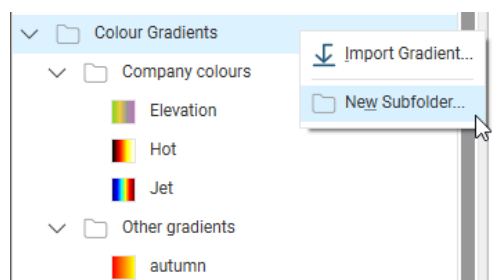 Colour Gradients
Import Gradient...
Company colours
New Subfolder...
Elevation
Hot
Jet
Other gradients
autumn